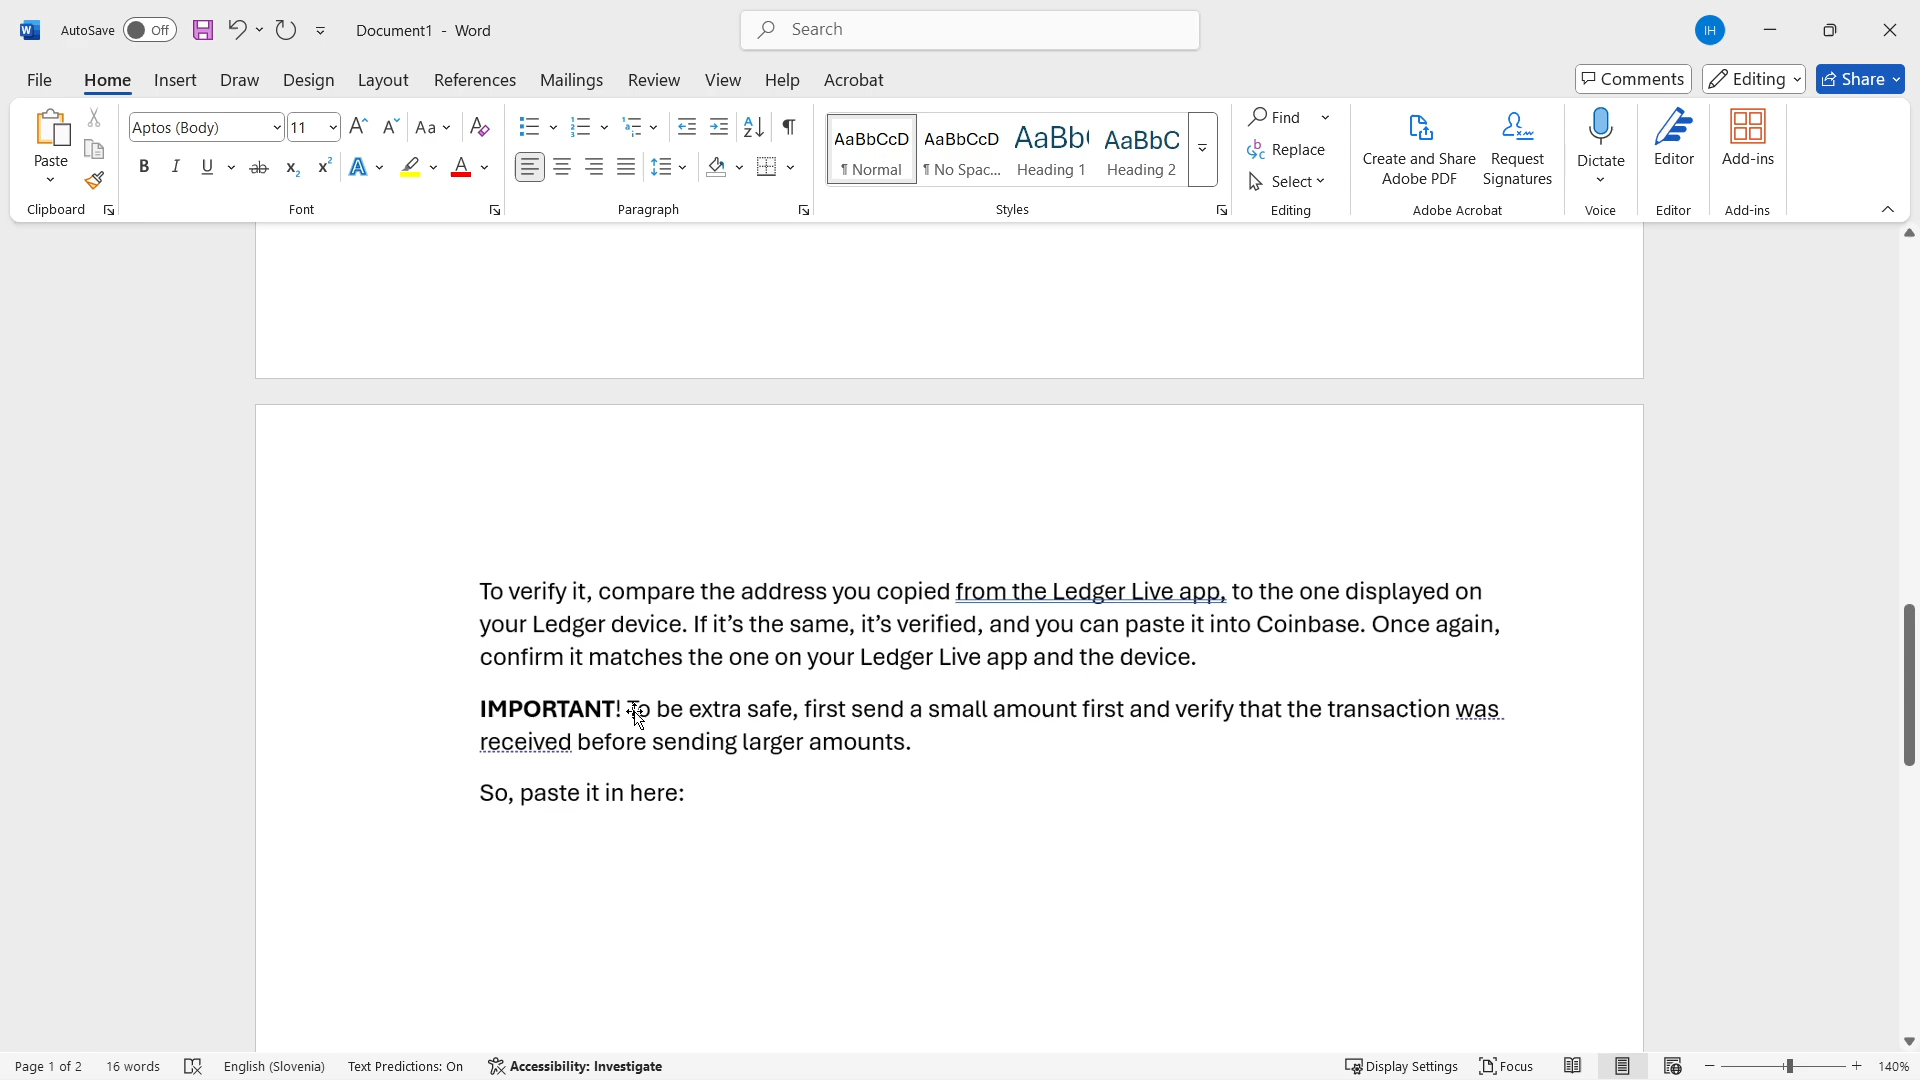 AutoSave Off Document1 - Word Search IH
File Home Insert Draw Design Layout References Mailings Review View Help Acrobat Comments Editing Share
Paste
Clipboard
Aptos (Body) 11
Font
Paragraph
AaBbCcD AaBbCcD AaBb( AaBbC
¶ Normal ¶ No Spac... Heading 1 Heading 2
Styles
Find
Replace
Select
Editing
Create and Share
Adobe PDF
Request
Signatures
Adobe Acrobat
Dictate
Voice
Editor
Editor
Add-ins
Add-ins
To verify it, compare the address you copied from the Ledger Live app, to the one displayed on
your Ledger device. If it’s the same, it’s verified, and you can paste it into Coinbase. Once again,
confirm it matches the one on your Ledger Live app and the device.
IMPORTANT! To be extra safe, first send a small amount first and verify that the transaction was
received before sending larger amounts.
So, paste it in here:
Page 1 of 2 16 words English (Slovenia) Text Predictions: On Accessibility: Investigate Display Settings Focus 140%